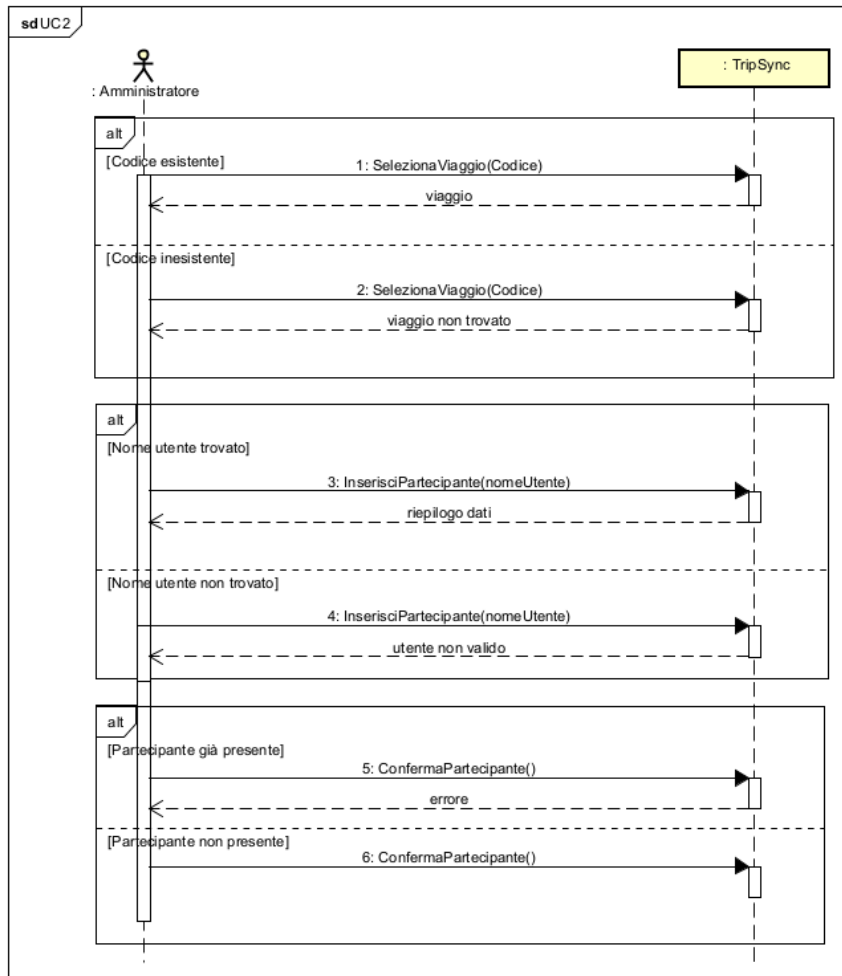 sd UC2
: Amministratore
: TripSync
alt
[Codice esistente]
1: SelezionaViaggio(Codice)
viaggio
[Codice inesistente]
2: SelezionaViaggio(Codice)
viaggio non trovato
alt
[Nome utente trovato]
3: InserisciPartecipante(nomeUtente)
riepilogo dati
[Nome utente non trovato]
4: InserisciPartecipante(nomeUtente)
utente non valido
alt
[Partecipante già presente]
5: ConfermaPartecipante()
errore
[Partecipante non presente]
6: ConfermaPartecipante()